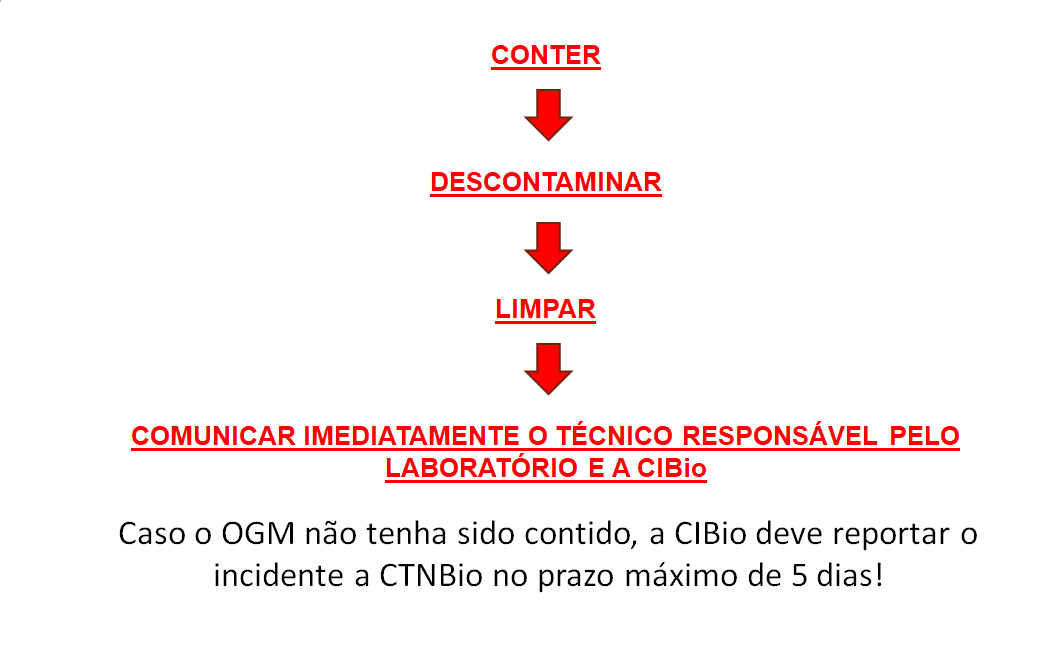 CONTER
DESCONTAMINAR
LIMPAR
COMUNICAR IMEDIATAMENTE O TÉCNICO RESPONSÁVEL PELO
LABORATÓRIO E A CIBio
Caso o OGM não tenha sido contido, a CIBio deve reportar o
incidente a CTNBio no prazo máximo de 5 dias!